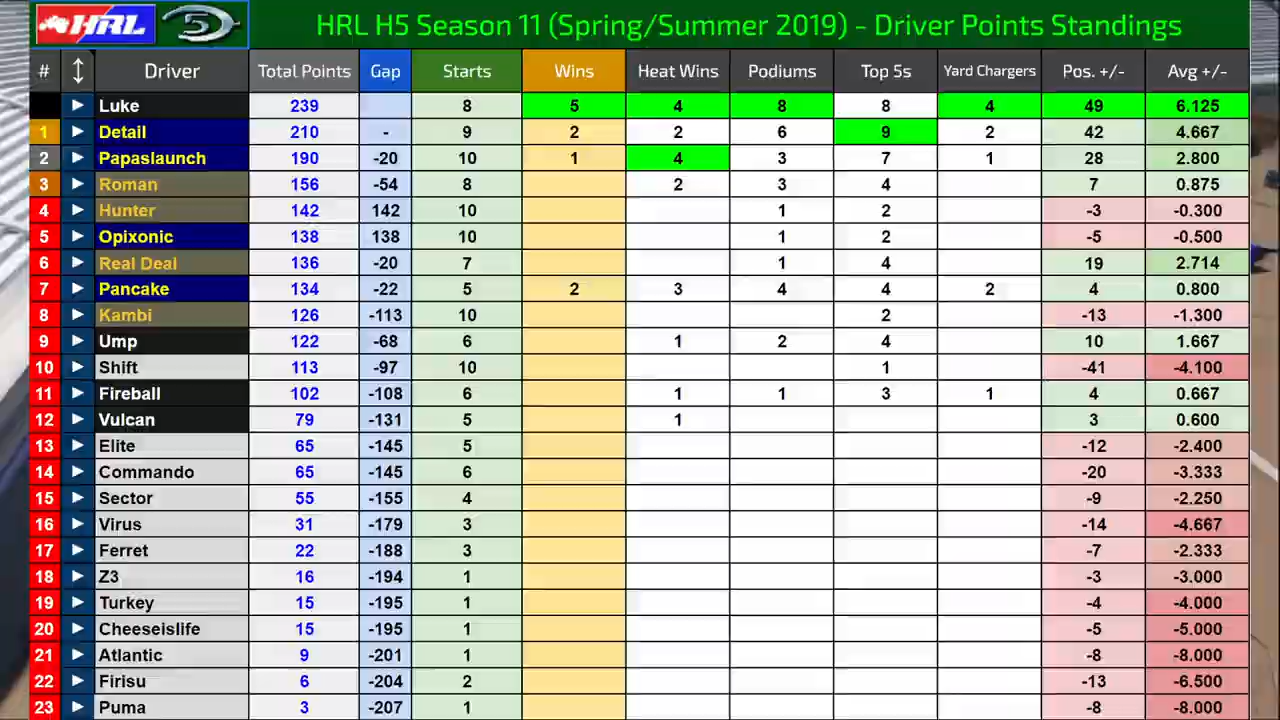 HRL 5 HRL H5 Season 11 (Spring/Summer 2019) - Driver Points Standings
# ↕ Driver Total Points Gap Starts Wins Heat Wins Podiums Top 5s Yard Chargers Pos. +/- Avg +/-
► Luke 239 8 5 4 8 8 4 49 6.125
1 ► Detail 210 - 9 2 2 6 9 2 42 4.667
2 ► Papaslaunch 190 -20 10 1 4 3 7 1 28 2.800
3 ► Roman 156 -54 8 2 3 4 7 0.875
4 ► Hunter 142 142 10 1 2 -3 -0.300
5 ► Opixonic 138 138 10 1 2 -5 -0.500
6 ► Real Deal 136 -20 7 1 4 19 2.714
7 ► Pancake 134 -22 5 2 3 4 4 2 4 0.800
8 ► Kambi 126 -113 10 2 -13 -1.300
9 ► Ump 122 -68 6 1 2 4 10 1.667
10 ► Shift 113 -97 10 1 -41 -4.100
11 ► Fireball 102 -108 6 1 1 3 1 4 0.667
12 ► Vulcan 79 -131 5 1 3 0.600
13 ► Elite 65 -145 5 -12 -2.400
14 ► Commando 65 -145 6 -20 -3.333
15 ► Sector 55 -155 4 -9 -2.250
16 ► Virus 31 -179 3 -14 -4.667
17 ► Ferret 22 -188 3 -7 -2.333
18 ► Z3 16 -194 1 -3 -3.000
19 ► Turkey 15 -195 1 -4 -4.000
20 ► Cheeseislife 15 -195 1 -5 -5.000
21 ► Atlantic 9 -201 1 -8 -8.000
22 ► Firisu 6 -204 2 -13 -6.500
23 ► Puma 3 -207 1 -8 -8.000